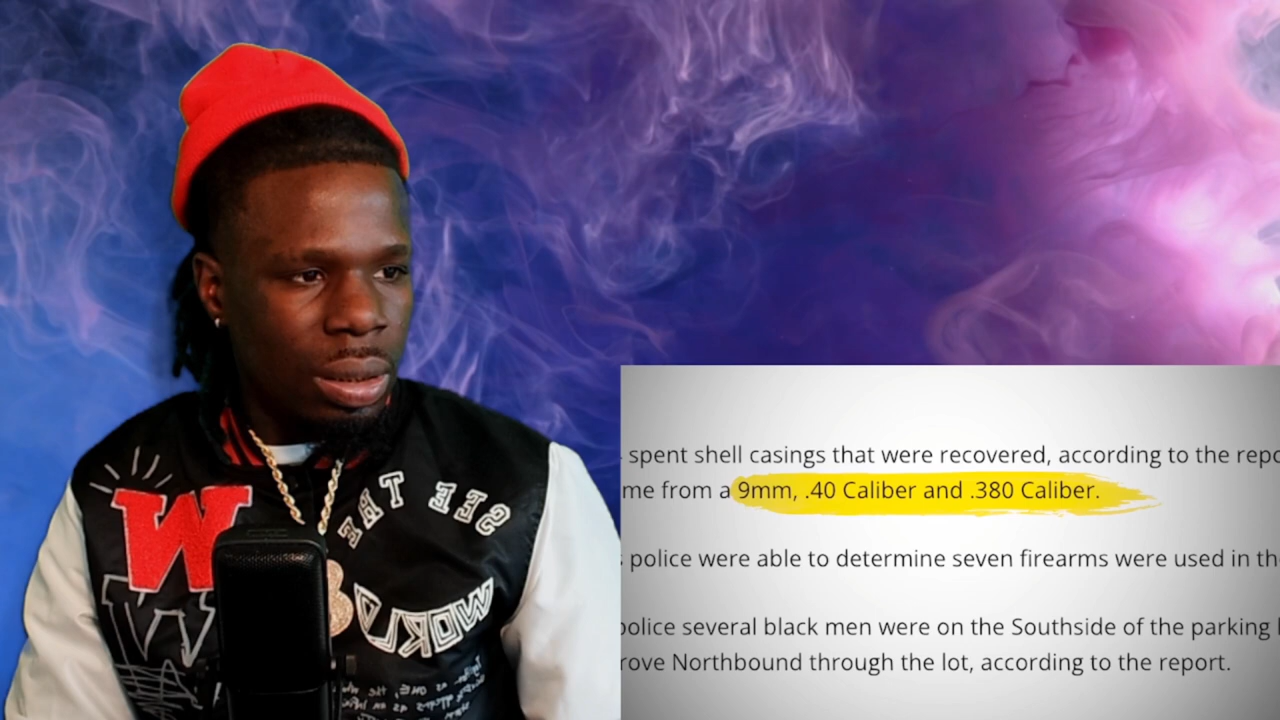 W
SEE THE
WORLD
spent shell casings that were recovered, according to the repo
me from a 9mm, .40 Caliber and .380 Caliber.
police were able to determine seven firearms were used in th
police several black men were on the Southside of the parking
rove Northbound through the lot, according to the report.